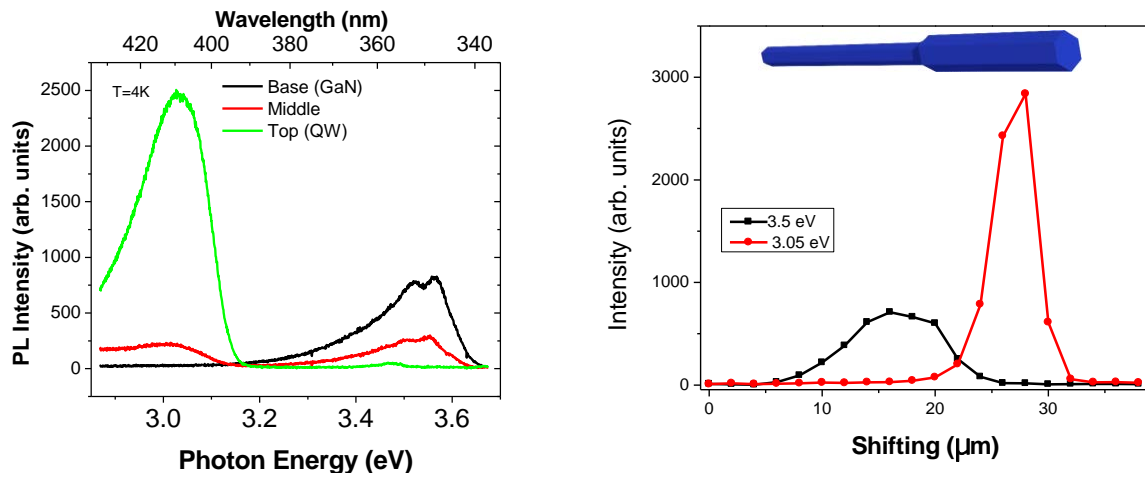 Wavelength (nm)
420 400 380 360 340
2500
2000
1500
1000
500
0
PL Intensity (arb. units)
T=4K
Base (GaN)
Middle
Top (QW)
3.0 3.2 3.4 3.6
Photon Energy (eV)
3000
2000
1000
0
Intensity (arb. units)
3.5 eV
3.05 eV
0 10 20 30
Shifting (µm)